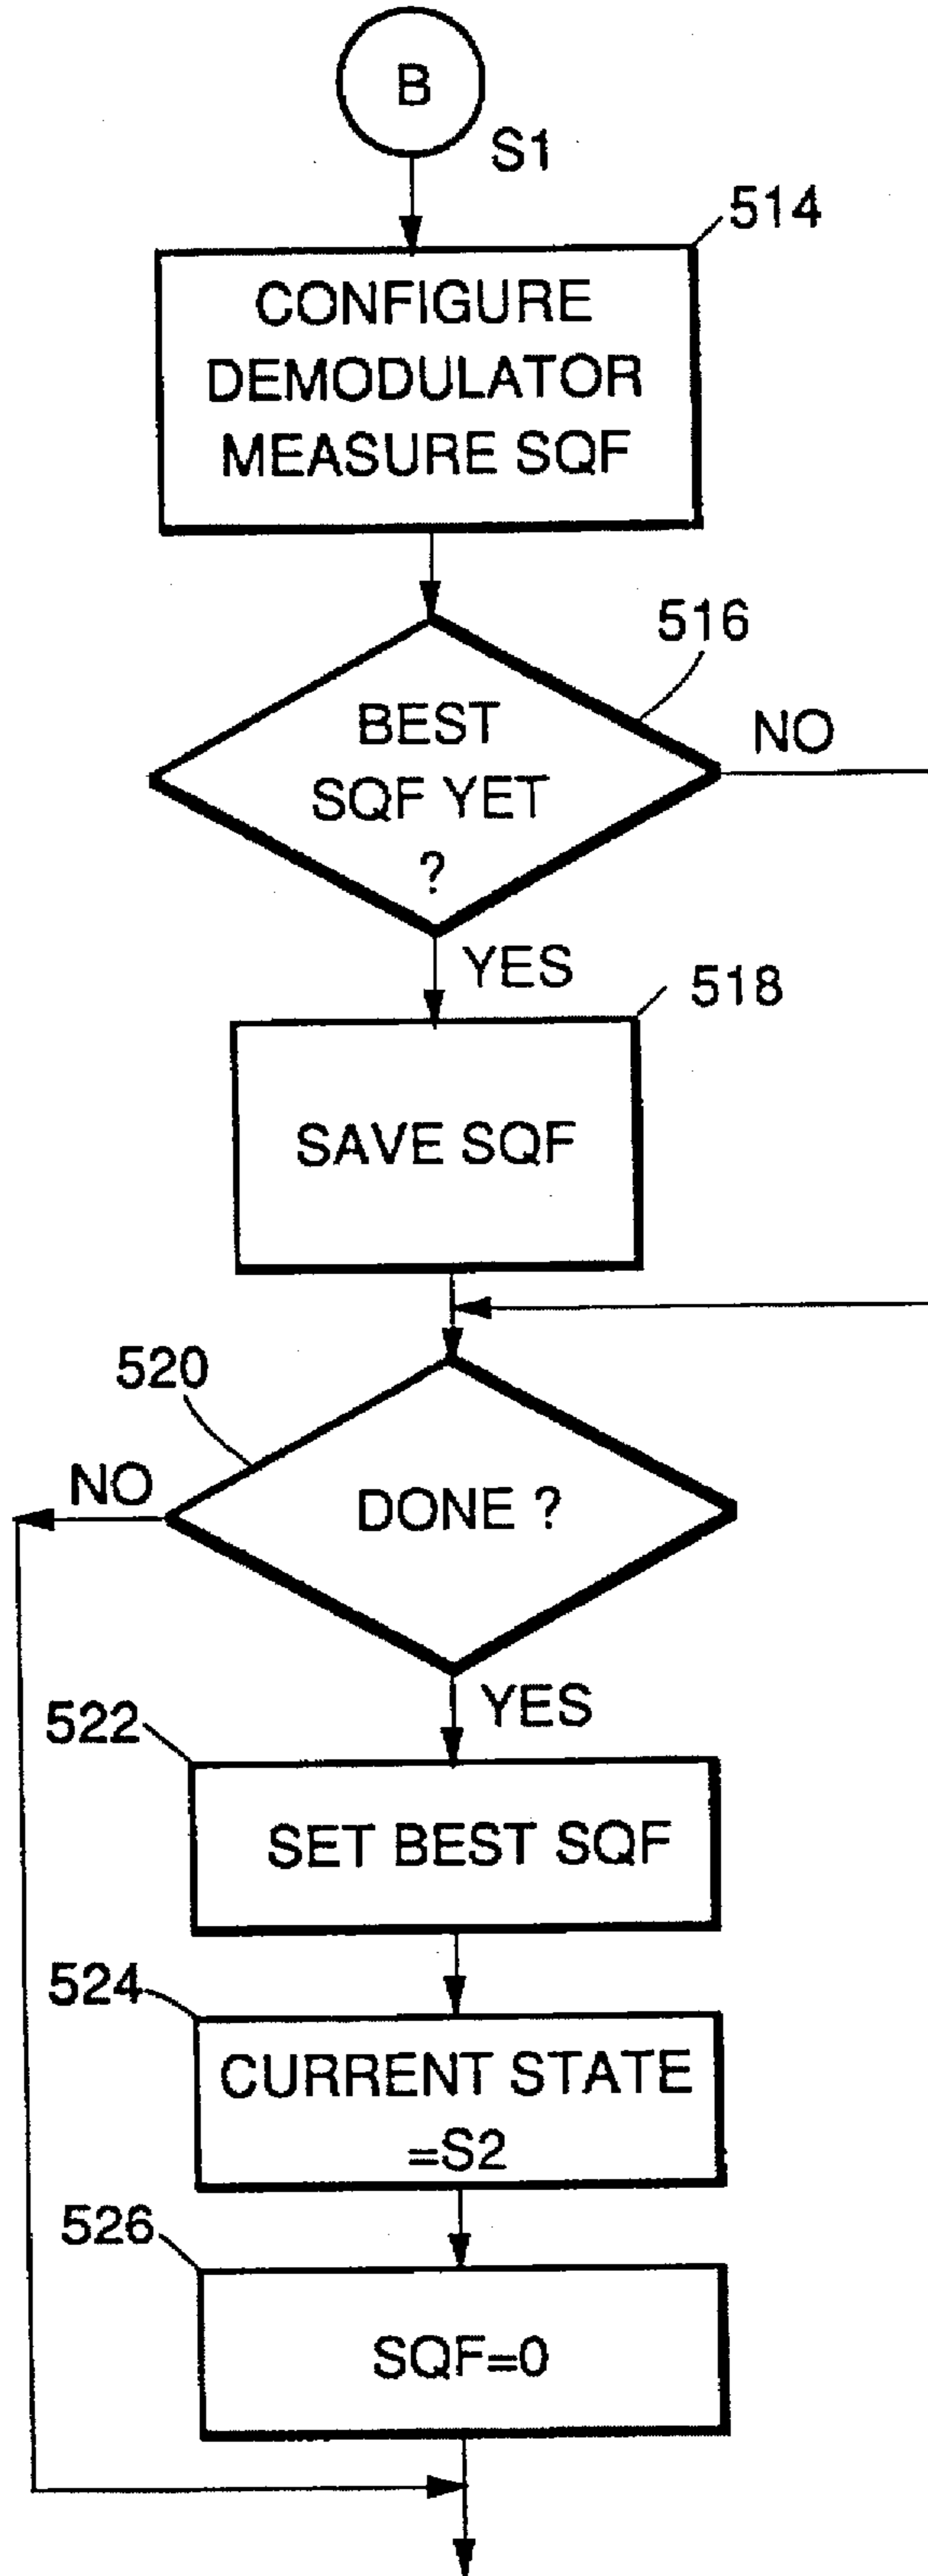 B
S1
514
CONFIGURE
DEMODULATOR
MEASURE SQF
516
BEST
SQF YET
?
NO
YES
518
SAVE SQF
520
NO
DONE ?
YES
522
SET BEST SQF
524
CURRENT STATE
=S2
526
SQF=0